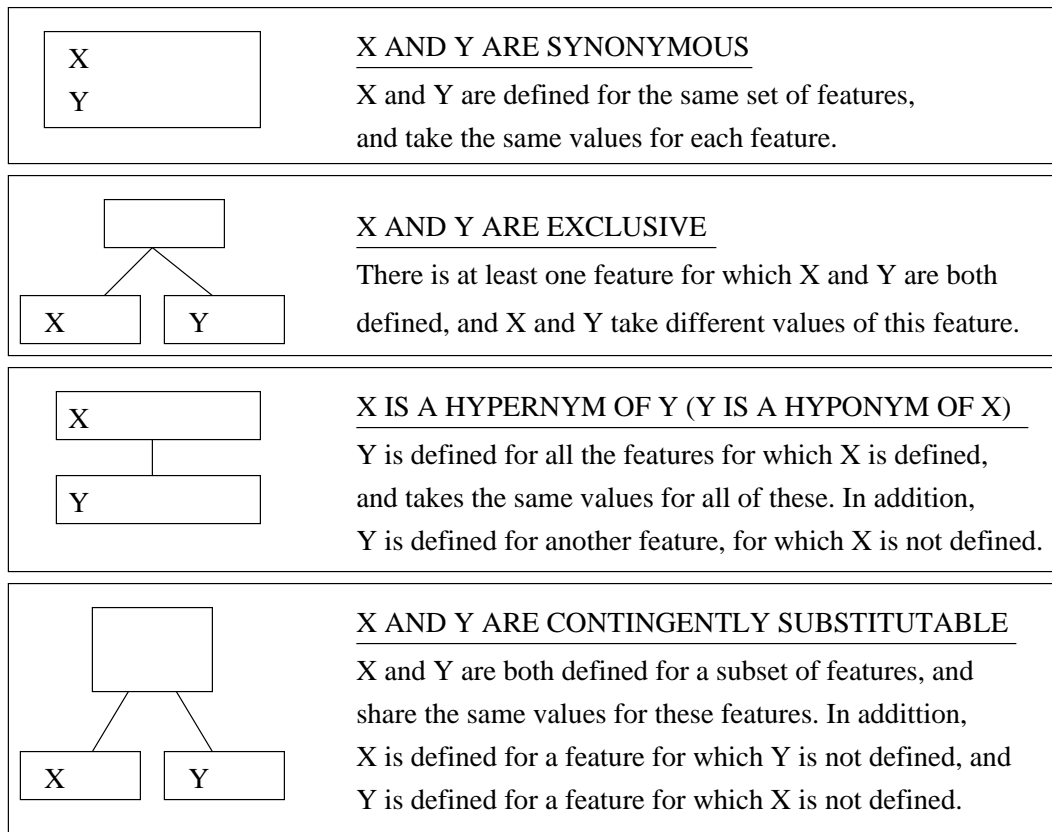 X
Y
X AND Y ARE SYNONYMOUS
X and Y are defined for the same set of features,
and take the same values for each feature.
X
Y
X AND Y ARE EXCLUSIVE
There is at least one feature for which X and Y are both
defined, and X and Y take different values of this feature.
X
Y
X IS A HYPERNYM OF Y (Y IS A HYPONYM OF X)
Y is defined for all the features for which X is defined,
and takes the same values for all of these. In addition,
Y is defined for another feature, for which X is not defined.
X
Y
X AND Y ARE CONTINGENTLY SUBSTITUTABLE
X and Y are both defined for a subset of features, and
share the same values for these features. In addittion,
X is defined for a feature for which Y is not defined, and
Y is defined for a feature for which X is not defined.